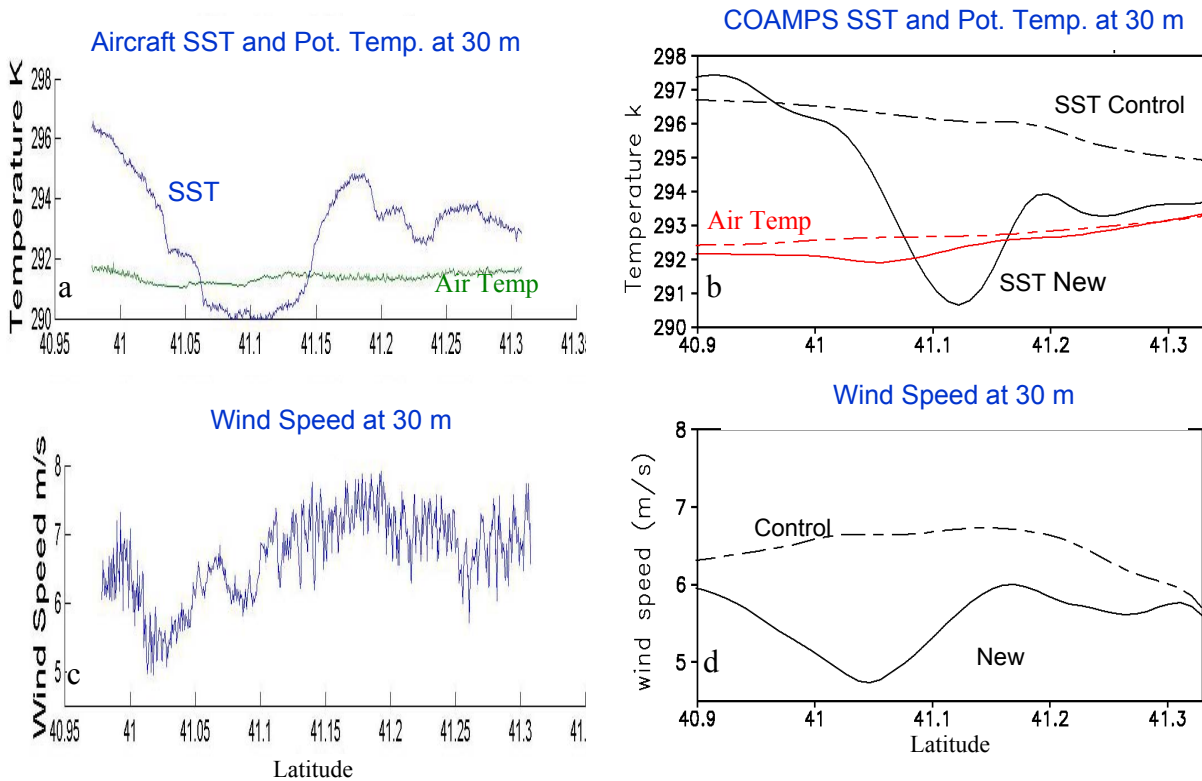 Aircraft SST and Pot. Temp. at 30 m
Temperature K
298
296
294
292
291
290
SST
Air Temp
a
40.95 41 41.05 41.1 41.15 41.2 41.25 41.3 41.35
COAMPS SST and Pot. Temp at 30 m
Temperature k
298
297
296
295
294
293
292
291
290
SST Control
Air Temp
SST New
b
40.9 41 41.1 41.2 41.3
Wind Speed at 30 m
Wind Speed m/s
8
7
6
5
c
40.95 41 41.05 41.1 41.15 41.2 41.25 41.3 41.
Latitude
Wind Speed at 30 m
wind speed (m/s)
8
7
6
5
Control
New
d
40.9 41 41.1 41.2 41.3
Latitude